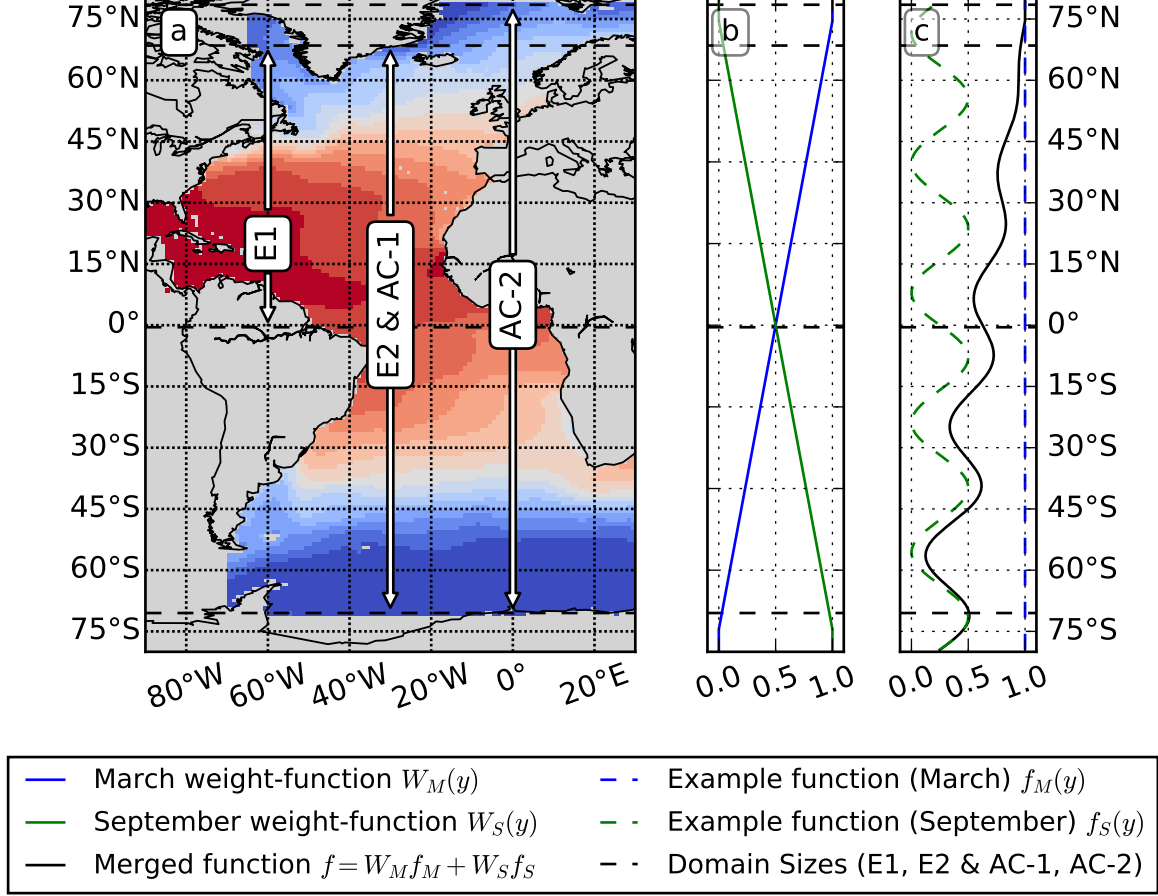 a
b
c
75°N
60°N
45°N
30°N
15°N
0°
15°S
30°S
45°S
60°S
75°S
E1
E2 & AC-1
AC-2
75°N
60°N
45°N
30°N
15°N
0°
15°S
30°S
45°S
60°S
75°S
80°W 60°W 40°W 20°W 0° 20°E
0.0 0.5 1.0
0.0 0.5 1.0
March weight-function W_M(y)
September weight-function W_S(y)
Merged function f = W_M f_M + W_S f_S
Example function (March) f_M(y)
Example function (September) f_S(y)
Domain Sizes (E1, E2 & AC-1, AC-2)